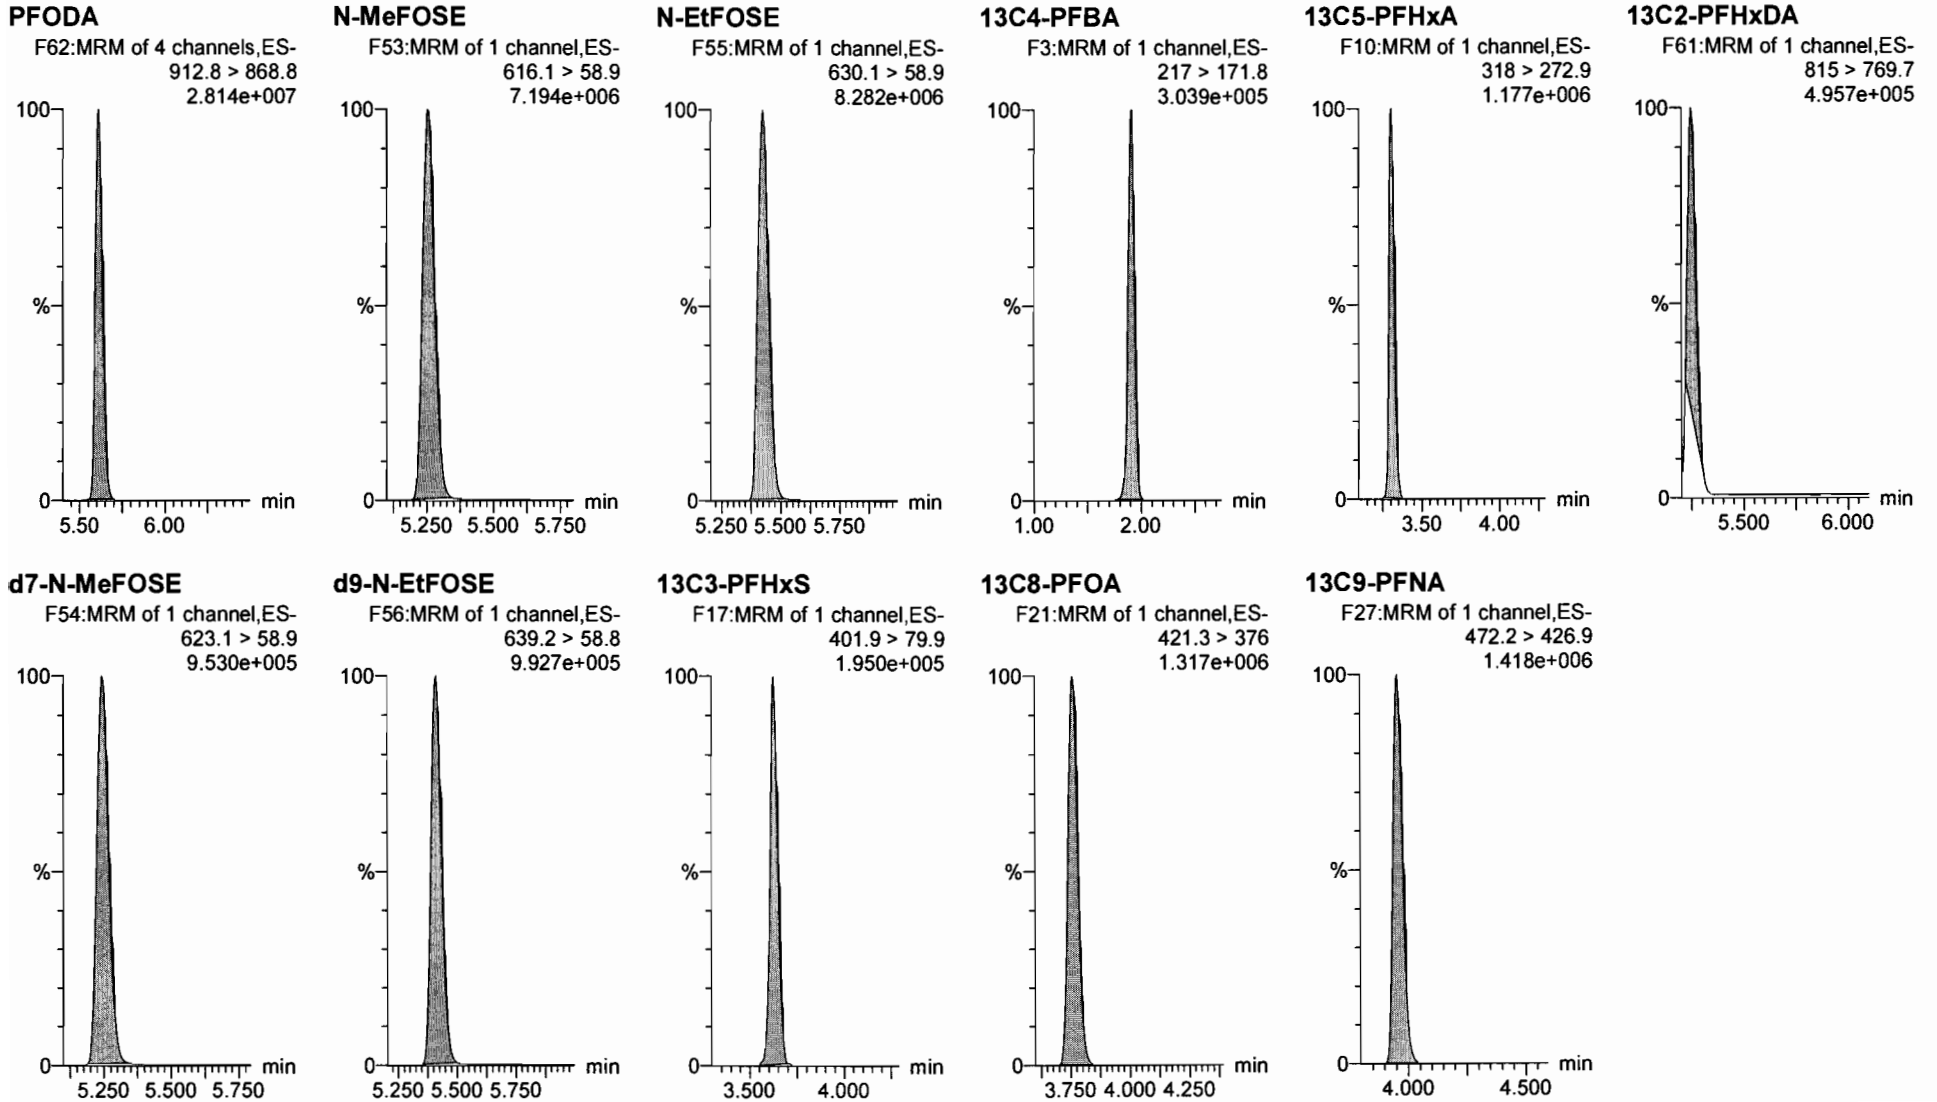 PFODA
F62:MRM of 4 channels,ES-
912.8 > 868.8
2.814e+007
100
%
0
min
5.50 6.00
N-MeFOSE
F53:MRM of 1 channel,ES-
616.1 > 58.9
7.194e+006
100
%
0
min
5.250 5.500 5.750
N-EtFOSE
F55:MRM of 1 channel,ES-
630.1 > 58.9
8.282e+006
100
%
0
min
5.250 5.500 5.750
13C4-PFBA
F3:MRM of 1 channel,ES-
217 > 171.8
3.039e+005
100
%
0
min
1.00 2.00
13C5-PFHxA
F10:MRM of 1 channel,ES-
318 > 272.9
1.177e+006
100
%
0
min
3.50 4.00
13C2-PFHxDA
F61:MRM of 1 channel,ES-
815 > 769.7
4.957e+005
100
%
0
min
5.500 6.000
d7-N-MeFOSE
F54:MRM of 1 channel,ES-
623.1 > 58.9
9.530e+005
100
%
0
min
5.250 5.500 5.750
d9-N-EtFOSE
F56:MRM of 1 channel,ES-
639.2 > 58.8
9.927e+005
100
%
0
min
5.250 5.500 5.750
13C3-PFHxS
F17:MRM of 1 channel,ES-
401.9 > 79.9
1.950e+005
100
%
0
min
3.500 4.000
13C8-PFOA
F21:MRM of 1 channel,ES-
421.3 > 376
1.317e+006
100
%
0
min
3.750 4.000 4.250
13C9-PFNA
F27:MRM of 1 channel,ES-
472.2 > 426.9
1.418e+006
100
%
0
min
4.000 4.500